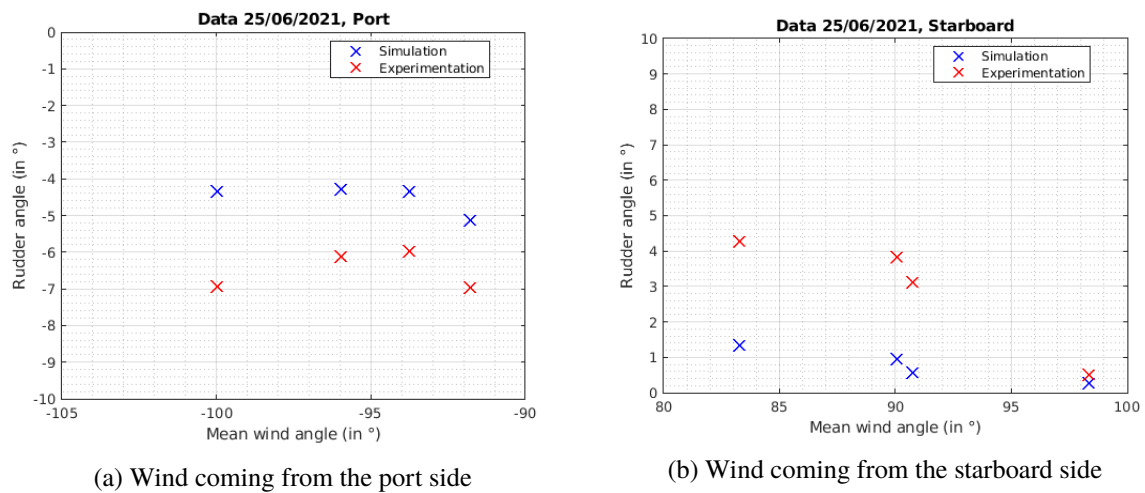 Data 25/06/2021, Port
Simulation
Experimentation
0
-1
-2
-3
-4
-5
-6
-7
-8
-9
-10
Rudder angle (in °)
-105
-100
-95
-90
Mean wind angle (in °)
(a) Wind coming from the port side
Data 25/06/2021, Starboard
Simulation
Experimentation
10
9
8
7
6
5
4
3
2
1
0
Rudder angle (in °)
80
85
90
95
100
Mean wind angle (in °)
(b) Wind coming from the starboard side